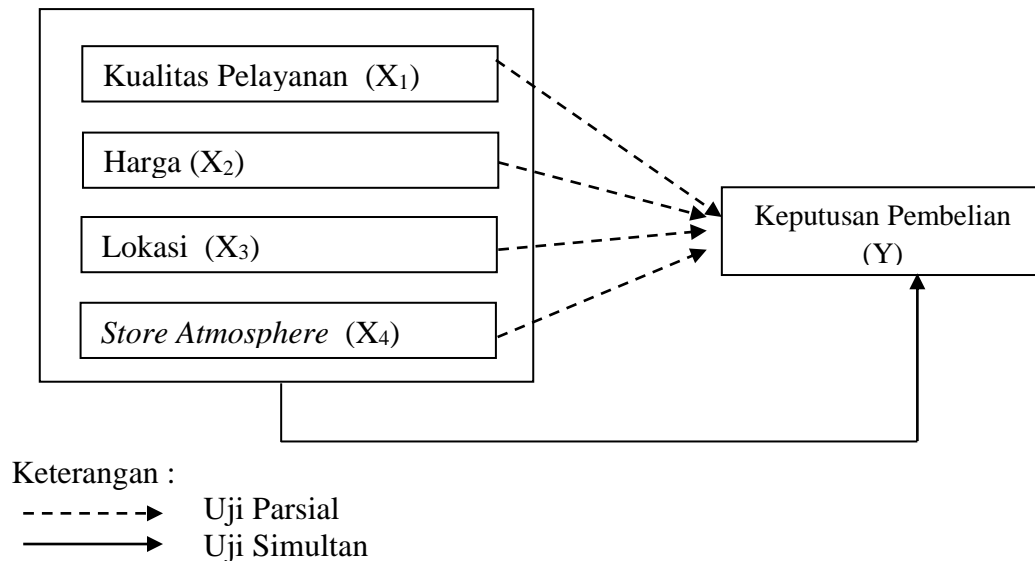 Kualitas Pelayanan (X₁)
Harga (X₂)
Lokasi (X₃)
Store Atmosphere (X₄)
Keputusan Pembelian
(Y)
Keterangan :
Uji Parsial
Uji Simultan